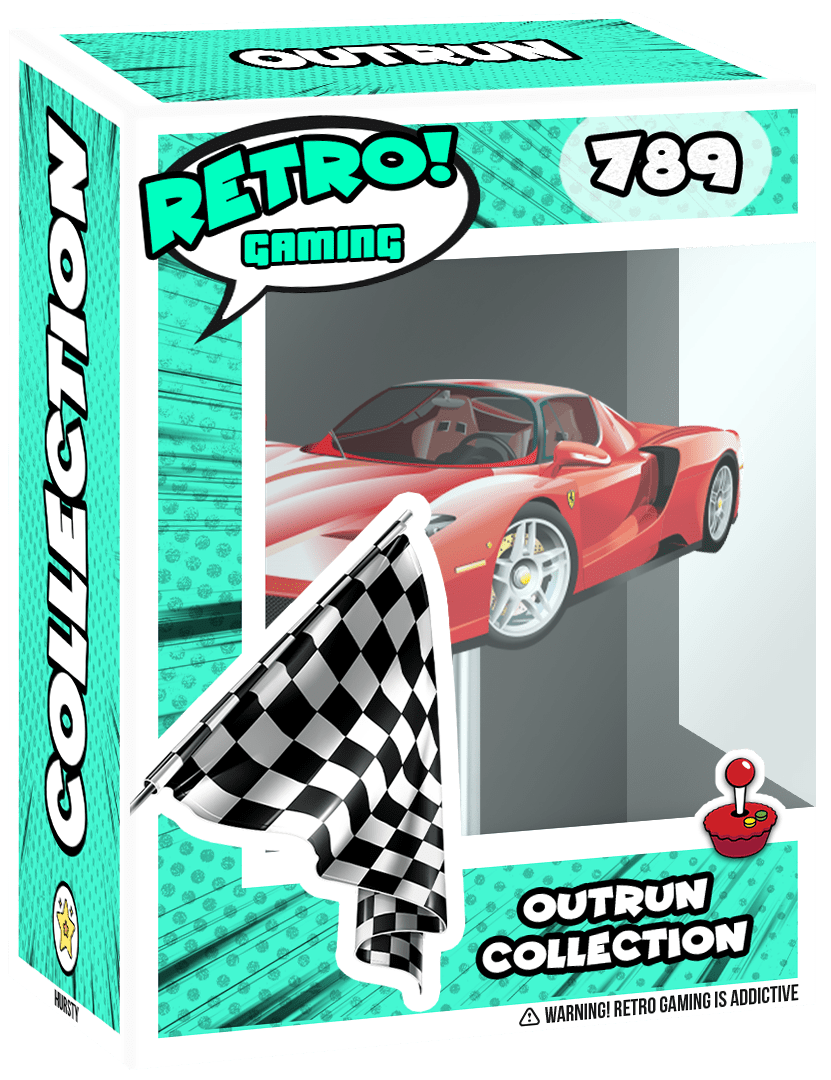 OUTRUN
RETRO!
GAMING
789
COLLECTION
HURSTY
OUTRUN
COLLECTION
⚠ WARNING! RETRO GAMING IS ADDICTIVE